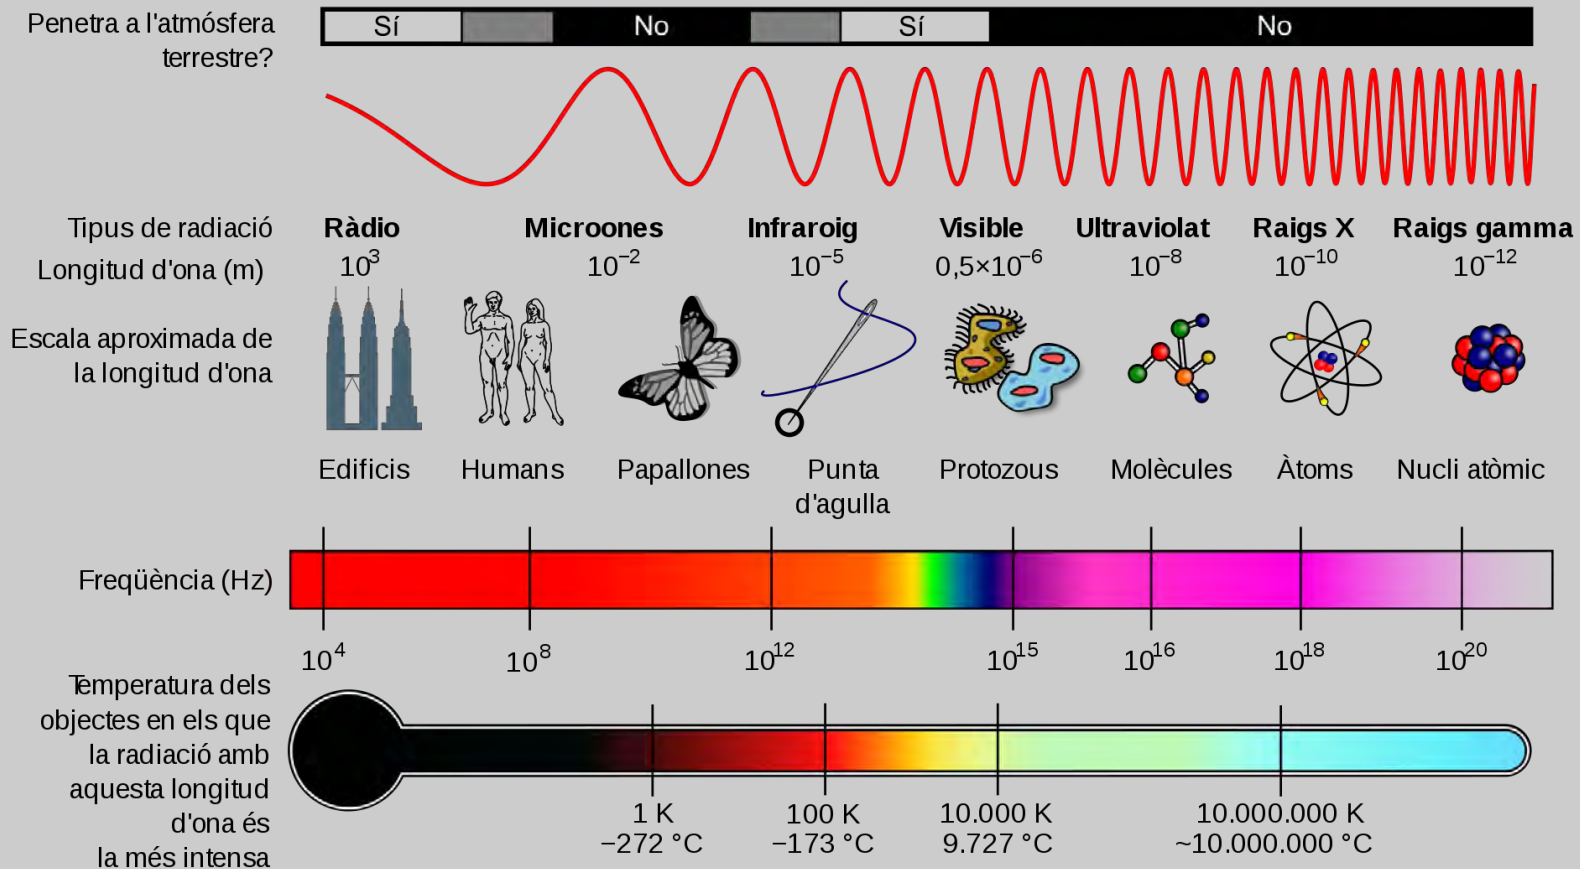 Penetra a l'atmósfera
terrestre?
Sí No Sí No
Tipus de radiació Ràdio Microones Infraroig Visible Ultraviolat Raigs X Raigs gamma
Longitud d'ona (m) 10³ 10⁻² 10⁻⁵ 0,5×10⁻⁶ 10⁻⁸ 10⁻¹⁰ 10⁻¹²
Escala aproximada de
la longitud d'ona
Edificis Humans Papallones Punta Protozous Molècules Àtoms Nucli atòmic
d'agulla
Freqüència (Hz)
10⁴ 10⁸ 10¹² 10¹⁵ 10¹⁶ 10¹⁸ 10²⁰
Temperatura dels
objectes en els que
la radiació amb
aquesta longitud
d'ona és
la més intensa
1 K 100 K 10.000 K 10.000.000 K
−272 °C −173 °C 9.727 °C ~10.000.000 °C